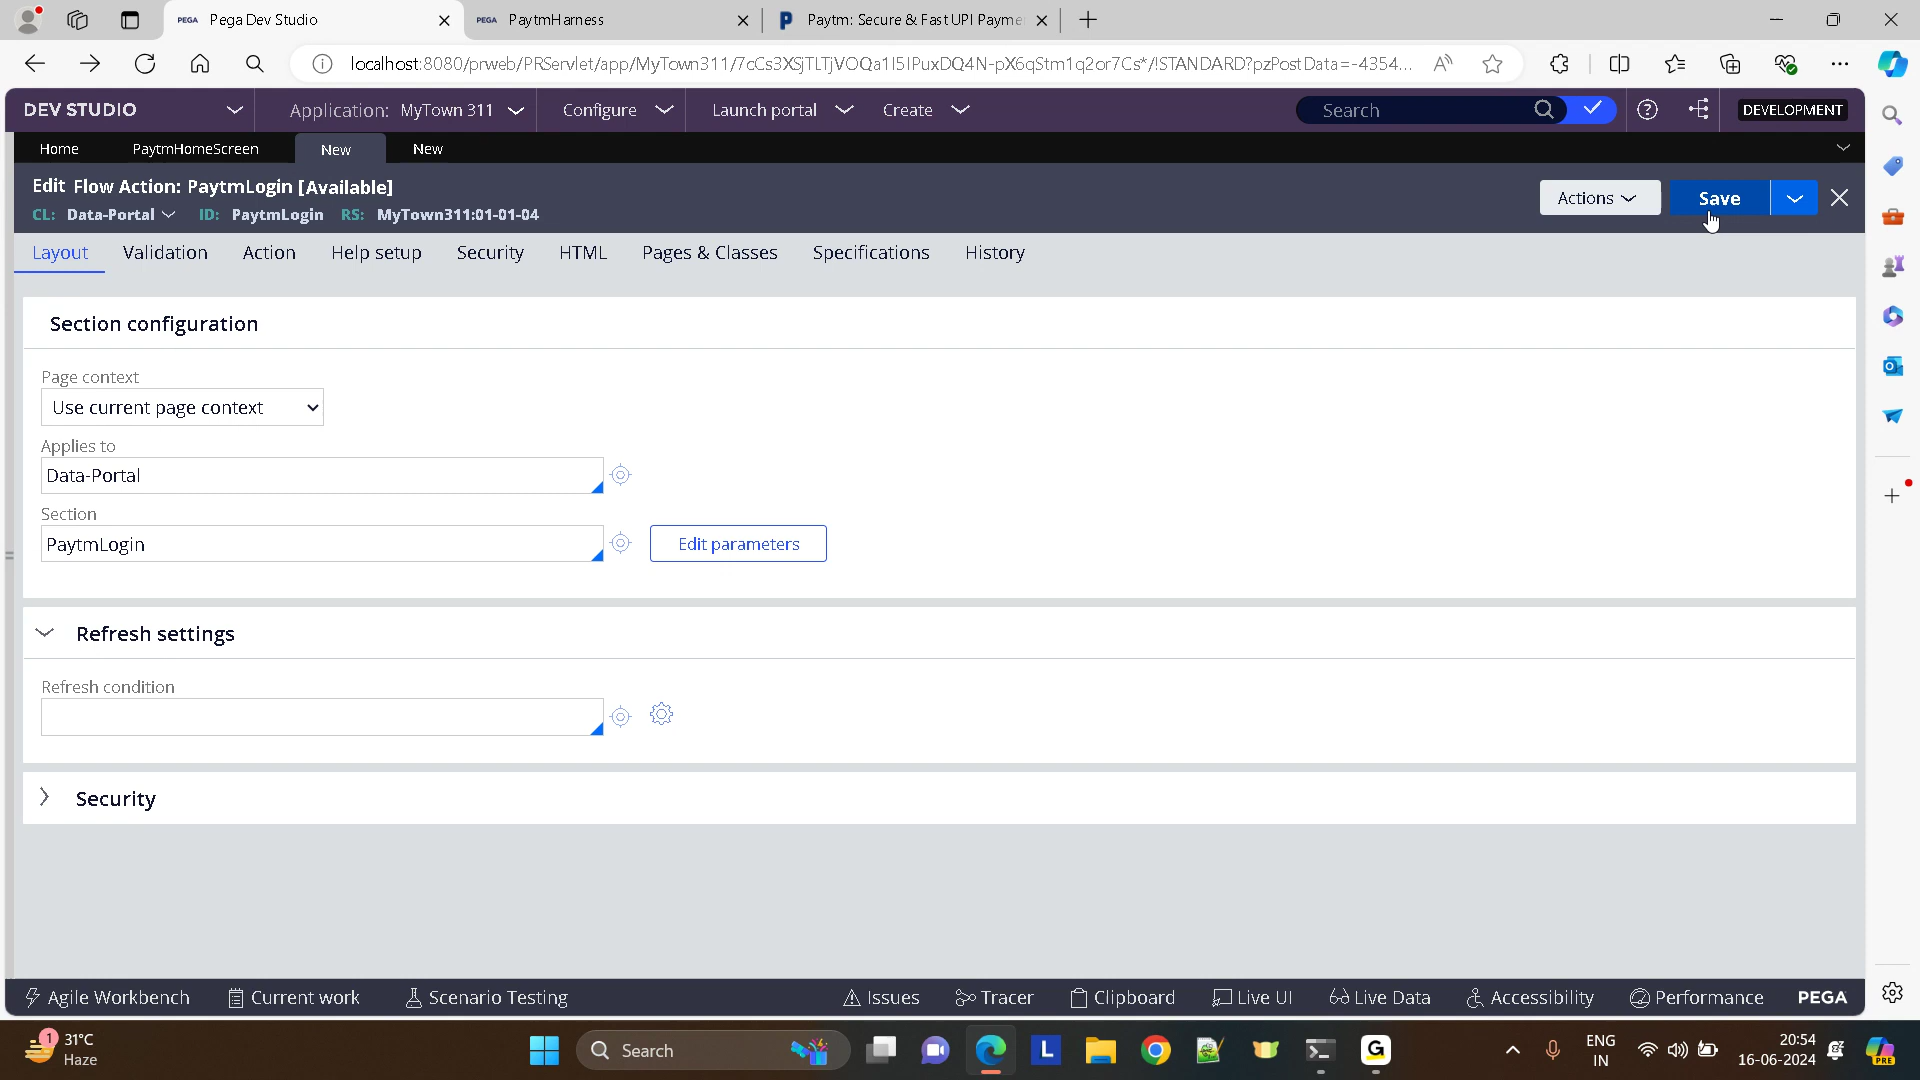 PEGA Pega Dev Studio
PEGA PaytmHarness
Paytm: Secure & Fast UPI Payme
localhost:8080/prweb/PRServlet/app/MyTown311/7cCs3XSjTLTjVOQa1I5IPuxDQ4N-pX6qStm1q2or7Cs*/!STANDARD?pzPostData=-4354...
DEV STUDIO
Application: MyTown 311
Configure
Launch portal
Create
Search
DEVELOPMENT
Home
PaytmHomeScreen
New
New
Edit Flow Action: PaytmLogin [Available]
CL: Data-Portal ID: PaytmLogin RS: MyTown311:01-01-04
Actions
Save
Layout
Validation
Action
Help setup
Security
HTML
Pages & Classes
Specifications
History
Section configuration
Page context
Use current page context
Applies to
Data-Portal
Section
PaytmLogin
Edit parameters
Refresh settings
Refresh condition
Security
Agile Workbench
Current work
Scenario Testing
Issues
Tracer
Clipboard
Live UI
Live Data
Accessibility
Performance
PEGA
1
31°C
Haze
Search
L
G
ENG
IN
20:54
16-06-2024
PRE